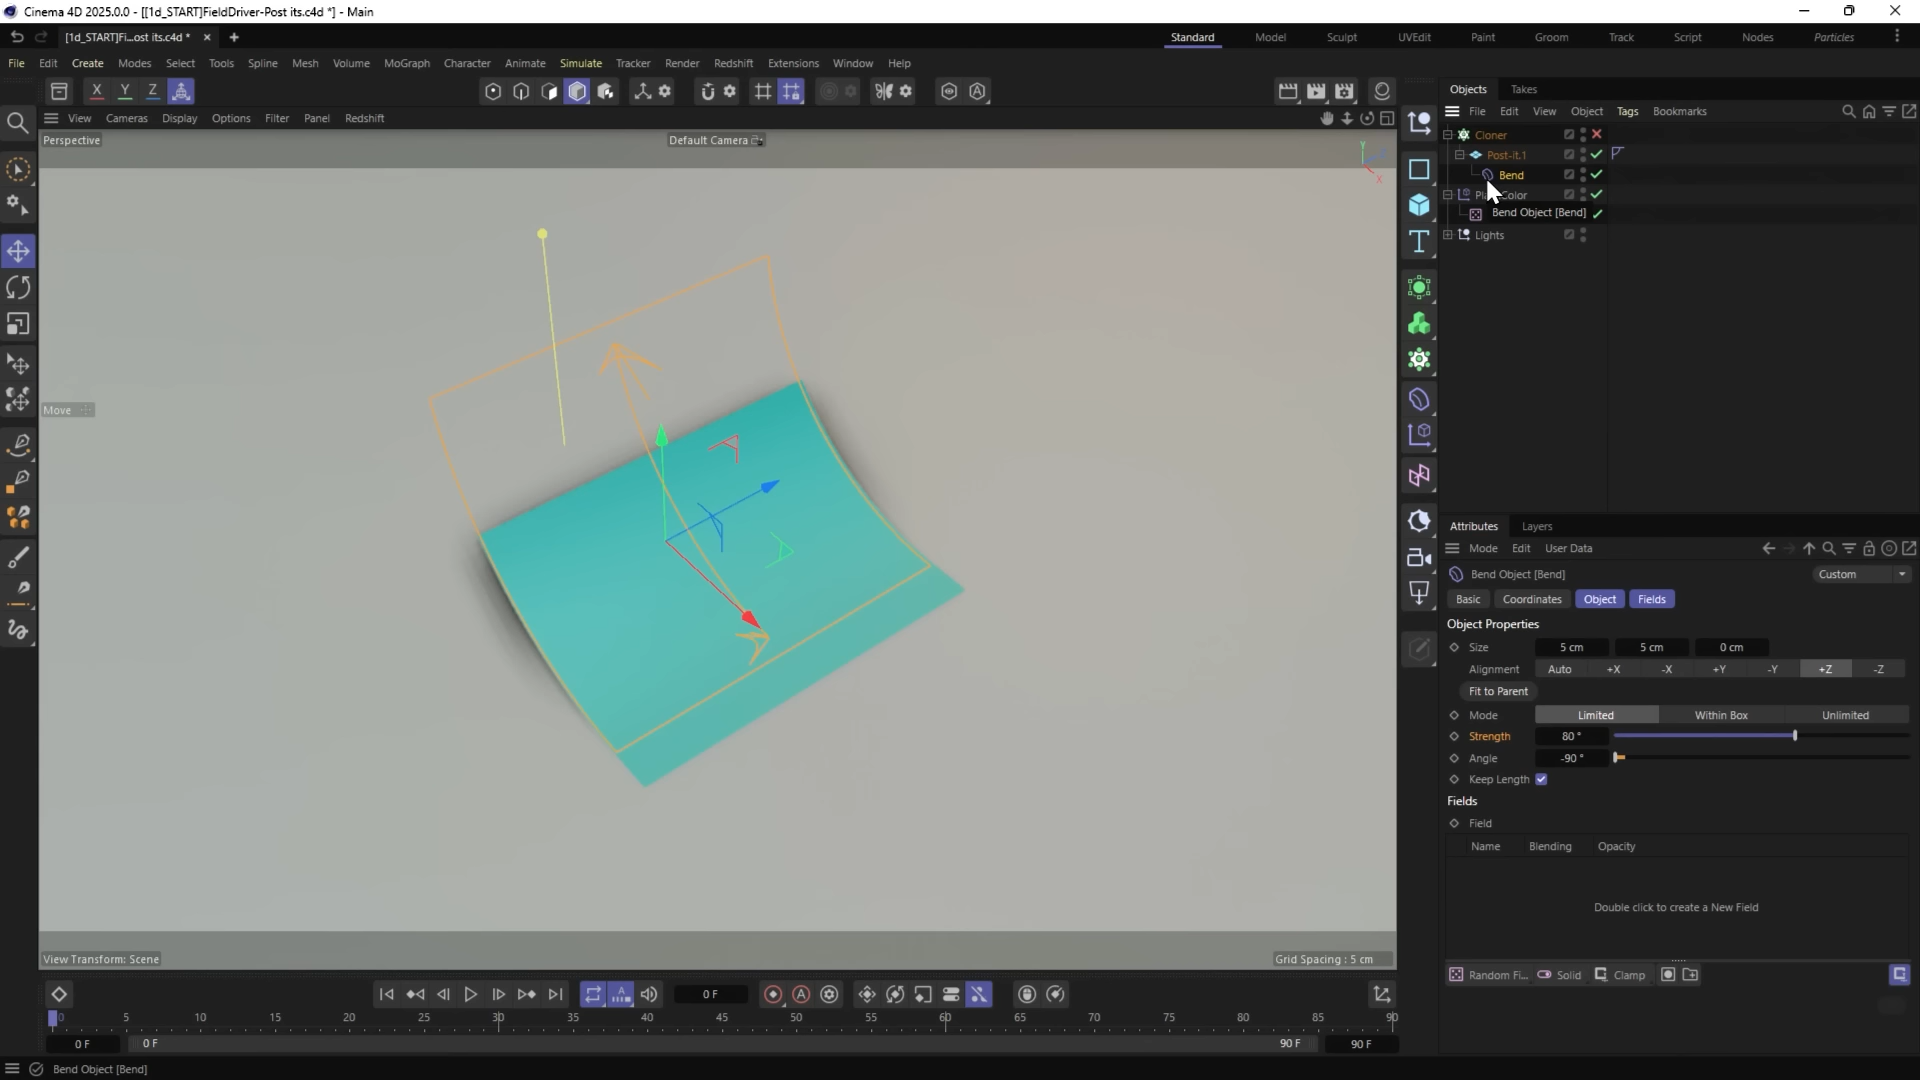 Cinema 4D 2025.0.0 - [[1d_START]FieldDriver-Post its.c4d *] - Main
[1d_START]Fi...ost its.c4d * × +
Standard Model Sculpt UVEdit Paint Groom Track Script Nodes Particles
File Edit Create Modes Select Tools Spline Mesh Volume MoGraph Character Animate Simulate Tracker Render Redshift Extensions Window Help
X Y Z
Objects Takes
View Cameras Display Options Filter Panel Redshift
File Edit View Object Tags Bookmarks
Perspective
Default Camera
Y
X
Cloner
Post-it.1
Bend
Color
Bend Object [Bend]
Lights
Move
Attributes Layers
Mode Edit User Data
Bend Object [Bend]
Custom
Basic Coordinates Object Fields
Object Properties
Size 5 cm 5 cm 0 cm
Alignment Auto +X -X +Y -Y +Z -Z
Fit to Parent
Mode Limited Within Box Unlimited
Strength 80 °
Angle -90 °
Keep Length
Fields
Field
Name Blending Opacity
Double click to create a New Field
View Transform: Scene
Grid Spacing : 5 cm
Random Fi... Solid Clamp
0 F
0 5 10 15 20 25 30 35 40 45 50 55 60 65 70 75 80 85 90
0 F 0 F 90 F 90 F
Bend Object [Bend]